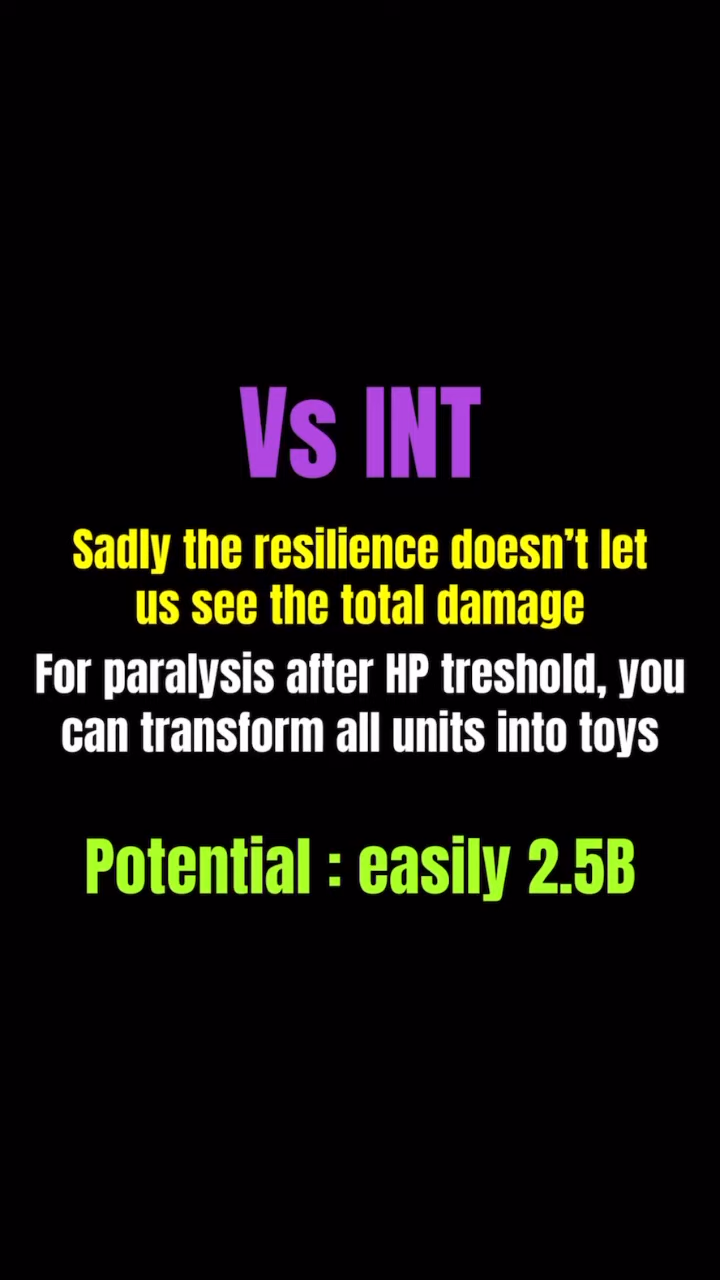 Vs INT
Sadly the resilience doesn’t let
us see the total damage
For paralysis after HP treshold, you
can transform all units into toys
Potential : easily 2.5B